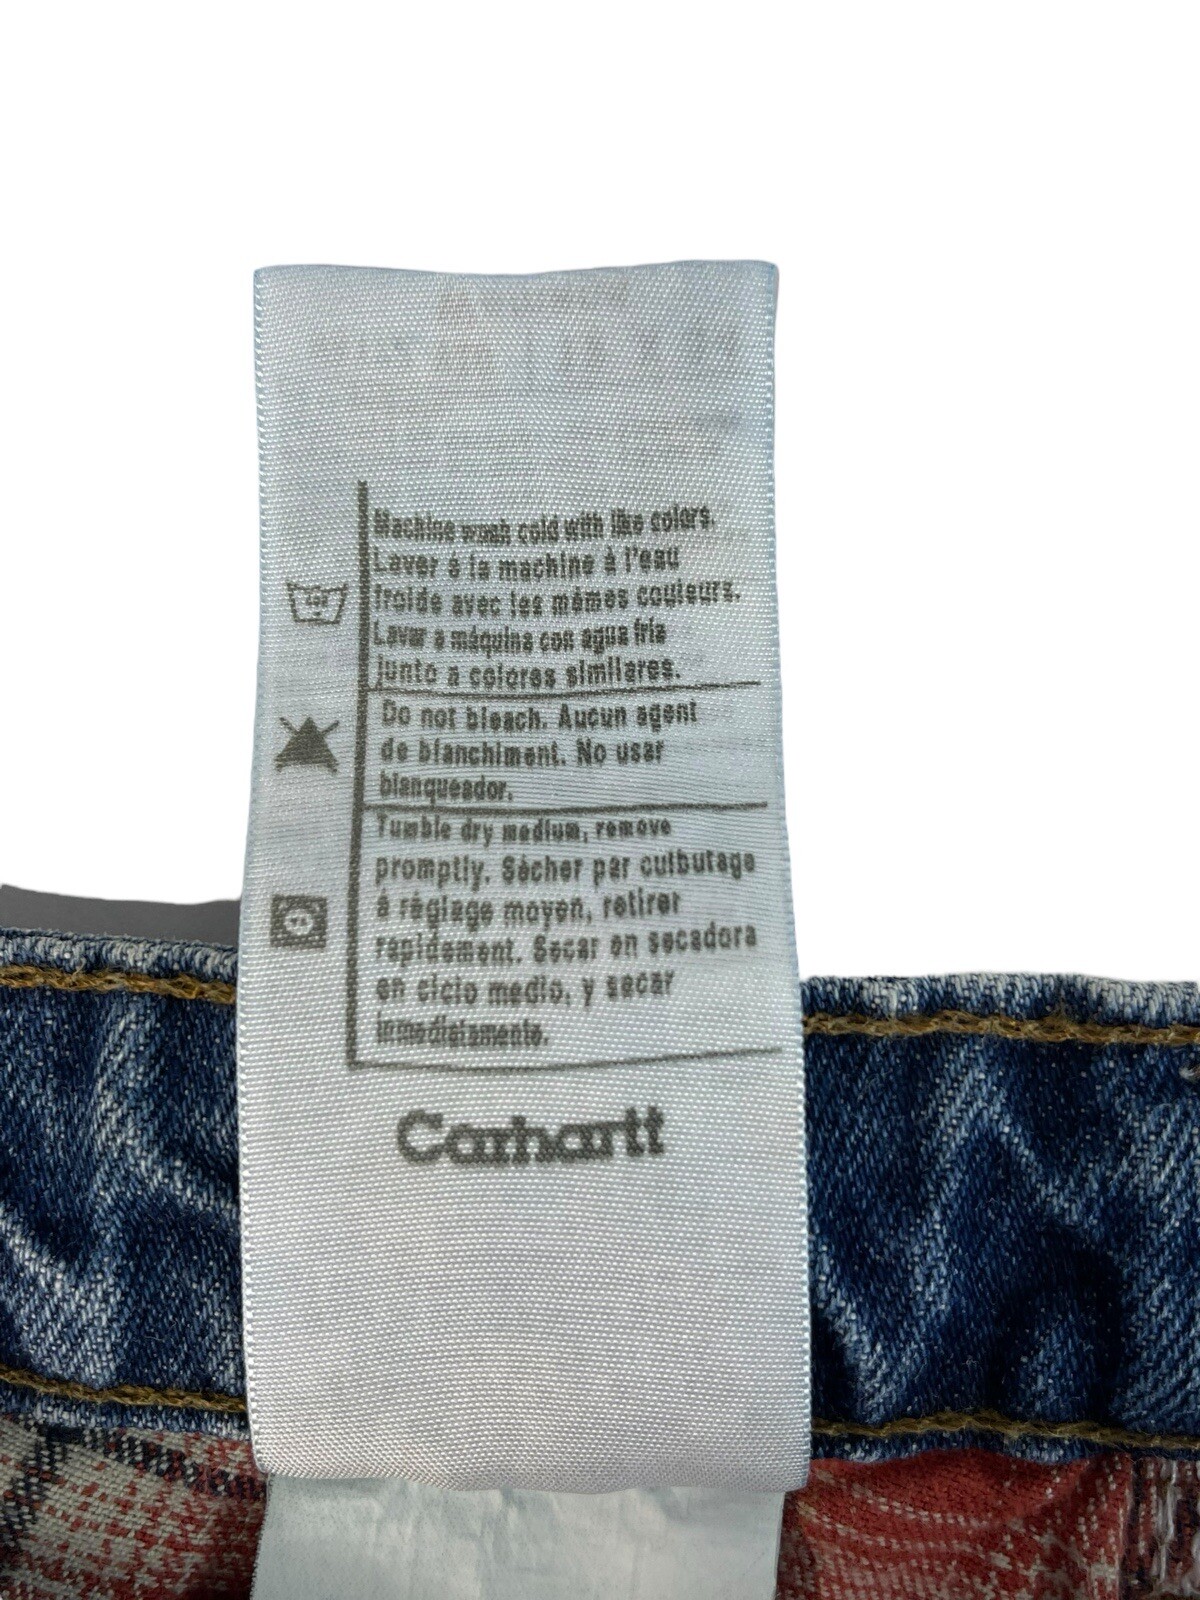 Machine wash cold with like colors.
Laver à la machine à l'eau
froide avec les mêmes couleurs.
Lavar a máquina con agua fria
junto a colores similares.
Do not bleach. Aucun agent
de blanchiment. No usar
blanqueador.
Tumble dry medium, remove
promptly. Sécher par culbutage
à réglage moyen, retirer
rapidement. Secar en secadora
en ciclo medio, y secar
inmediatamente.
Carhartt